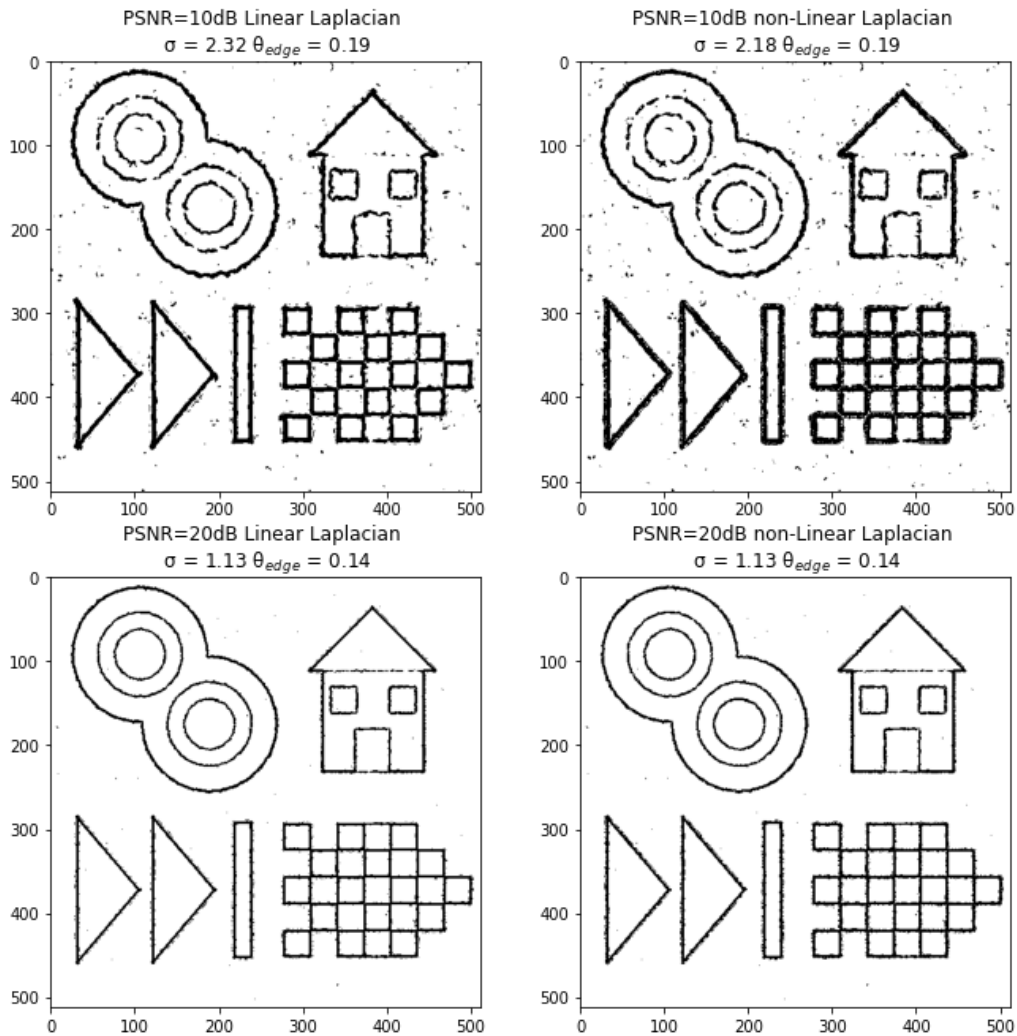 PSNR=10dB Linear Laplacian
σ = 2.32 θedge = 0.19
0
100
200
300
400
500
0 100 200 300 400 500
PSNR=10dB non-Linear Laplacian
σ = 2.18 θedge = 0.19
0
100
200
300
400
500
0 100 200 300 400 500
PSNR=20dB Linear Laplacian
σ = 1.13 θedge = 0.14
0
100
200
300
400
500
0 100 200 300 400 500
PSNR=20dB non-Linear Laplacian
σ = 1.13 θedge = 0.14
0
100
200
300
400
500
0 100 200 300 400 500